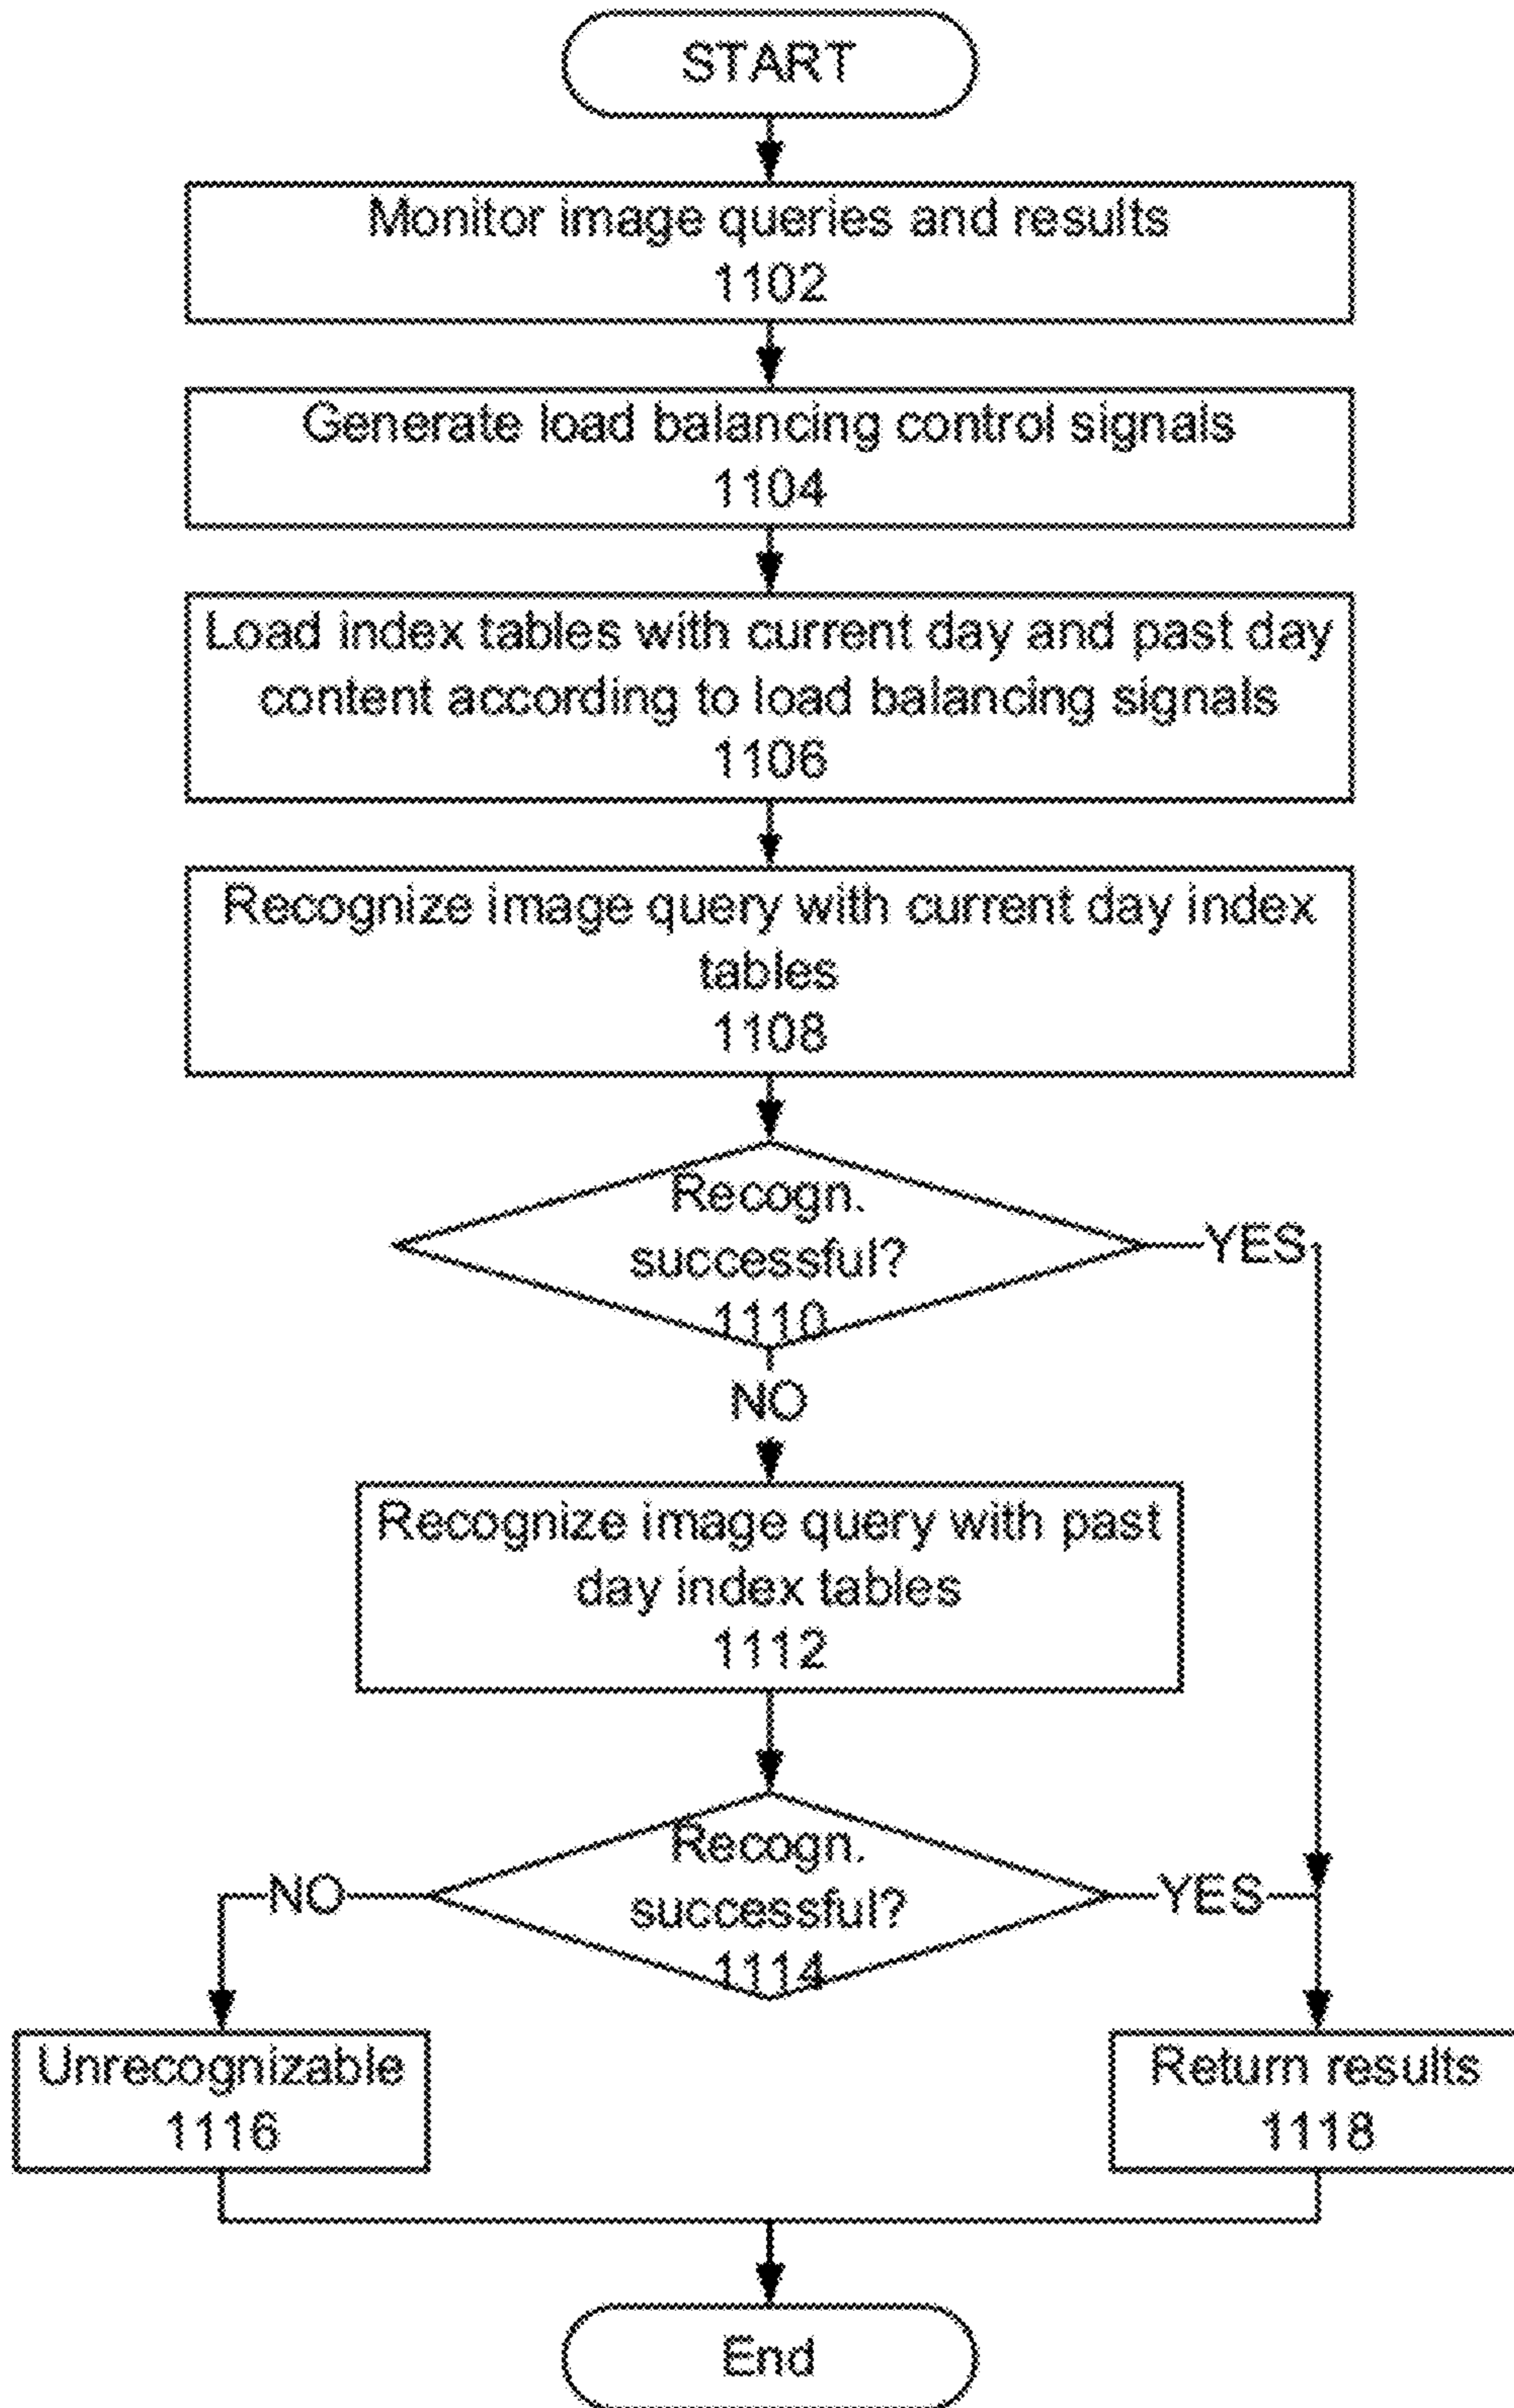 START
Monitor image queries and results
1102
Generate load balancing control signals
1104
Load index tables with current day and past day
content according to load balancing signals
1106
Recognize image query with current day index
tables
1108
Recogn.
successful?
1110
YES
NO
Recognize image query with past
day index tables
1112
Recogn.
successful?
1114
NO
YES
Unrecognizable
1116
Return results
1118
End